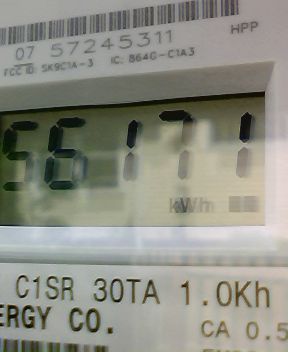 07 57245311
HPP
FCC ID: SK9C1A-3 IC: 864G-C1A3
56171
kWh
C1SR 30TA 1.0Kh
ERGY CO.
CA 0.5